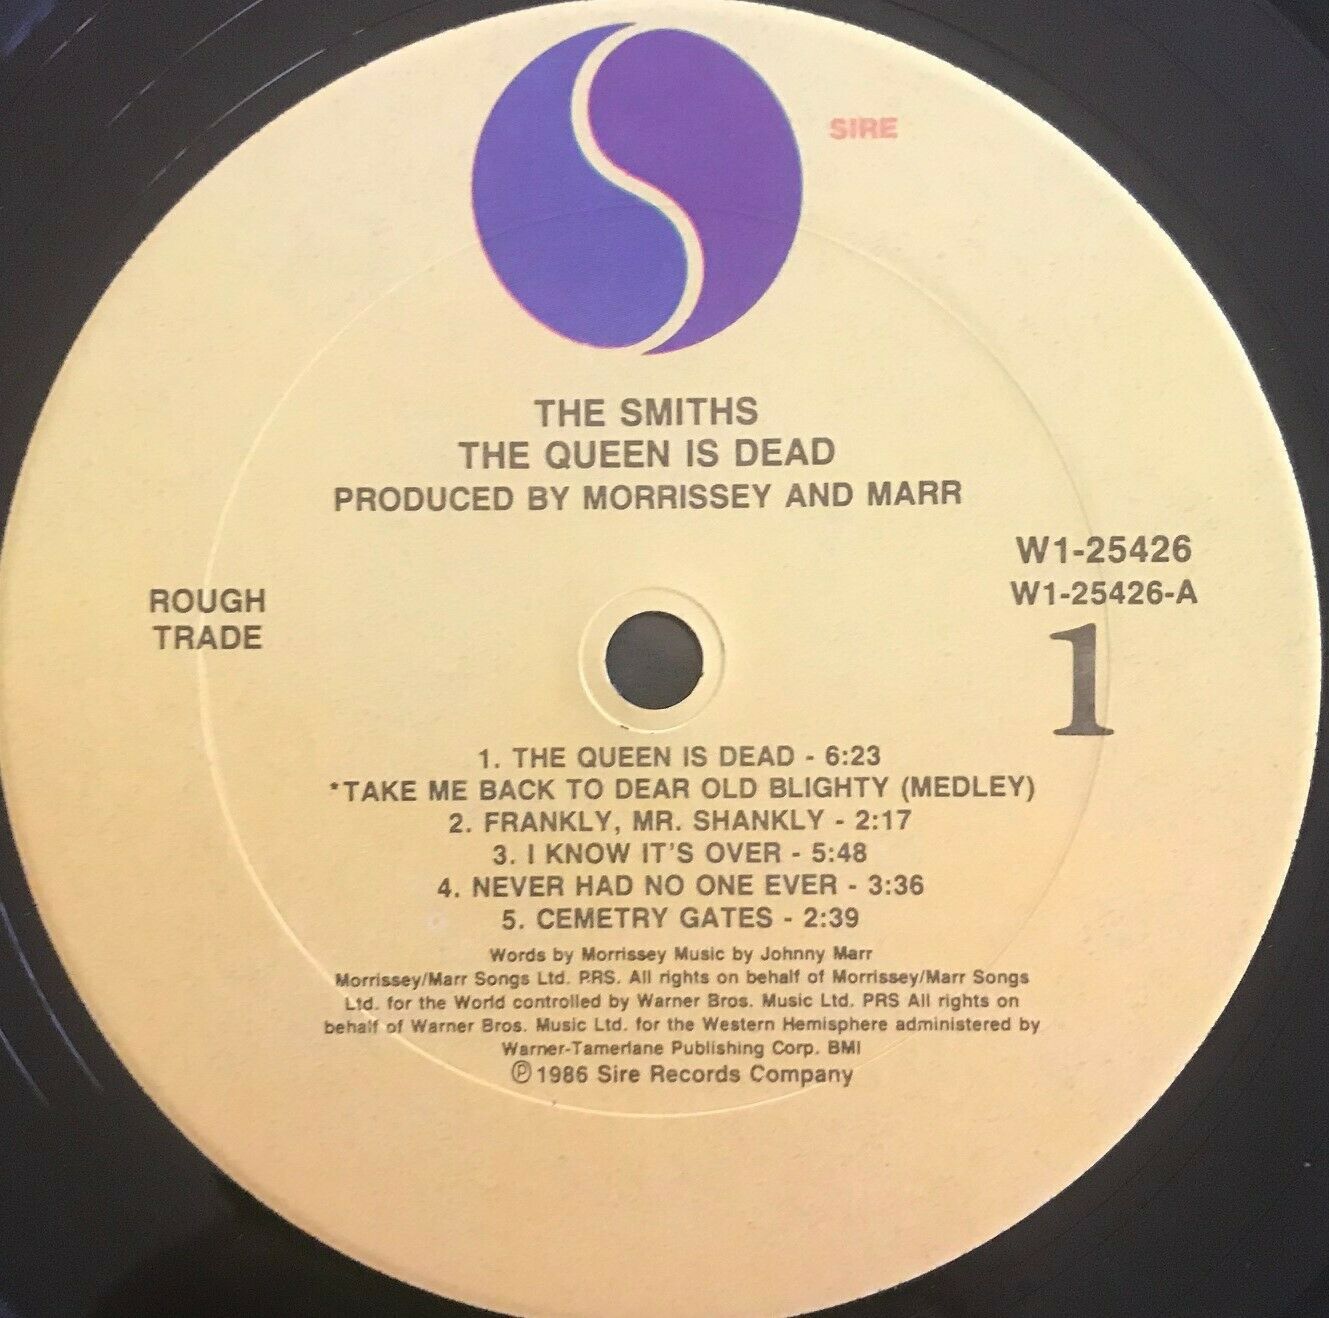 SIRE
THE SMITHS
THE QUEEN IS DEAD
PRODUCED BY MORRISSEY AND MARR
W1-25426
W1-25426-A
ROUGH
TRADE
1
1. THE QUEEN IS DEAD - 6:23
*TAKE ME BACK TO DEAR OLD BLIGHTY (MEDLEY)
2. FRANKLY, MR. SHANKLY - 2:17
3. I KNOW IT'S OVER - 5:48
4. NEVER HAD NO ONE EVER - 3:36
5. CEMETRY GATES - 2:39
Words by Morrissey Music by Johnny Marr
Morrissey/Marr Songs Ltd. PRS. All rights on behalf of Morrissey/Marr Songs
Ltd. for the World controlled by Warner Bros. Music Ltd. PRS All rights on
behalf of Warner Bros. Music Ltd. for the Western Hemisphere administered by
Warner-Tamerlane Publishing Corp. BMI
℗ 1986 Sire Records Company